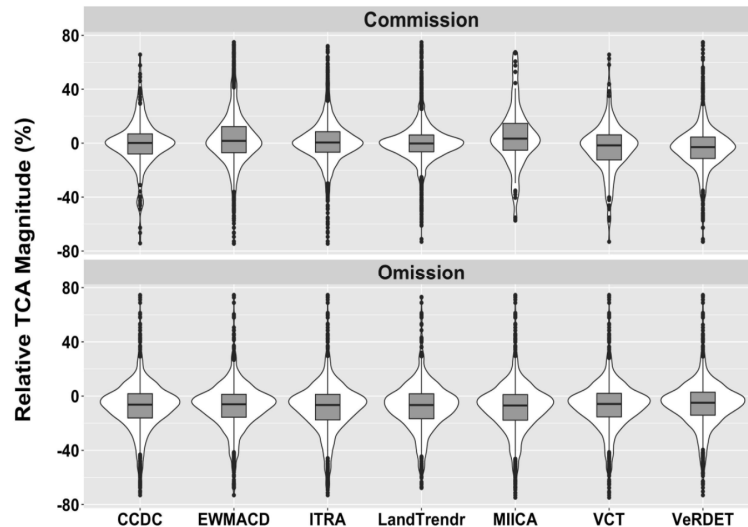 Commission
80
40
0
-40
-80
Relative TCA Magnitude (%)
Omission
80
40
0
-40
-80
CCDC EWMACD ITRA LandTrendr MIICA VCT VeRDET